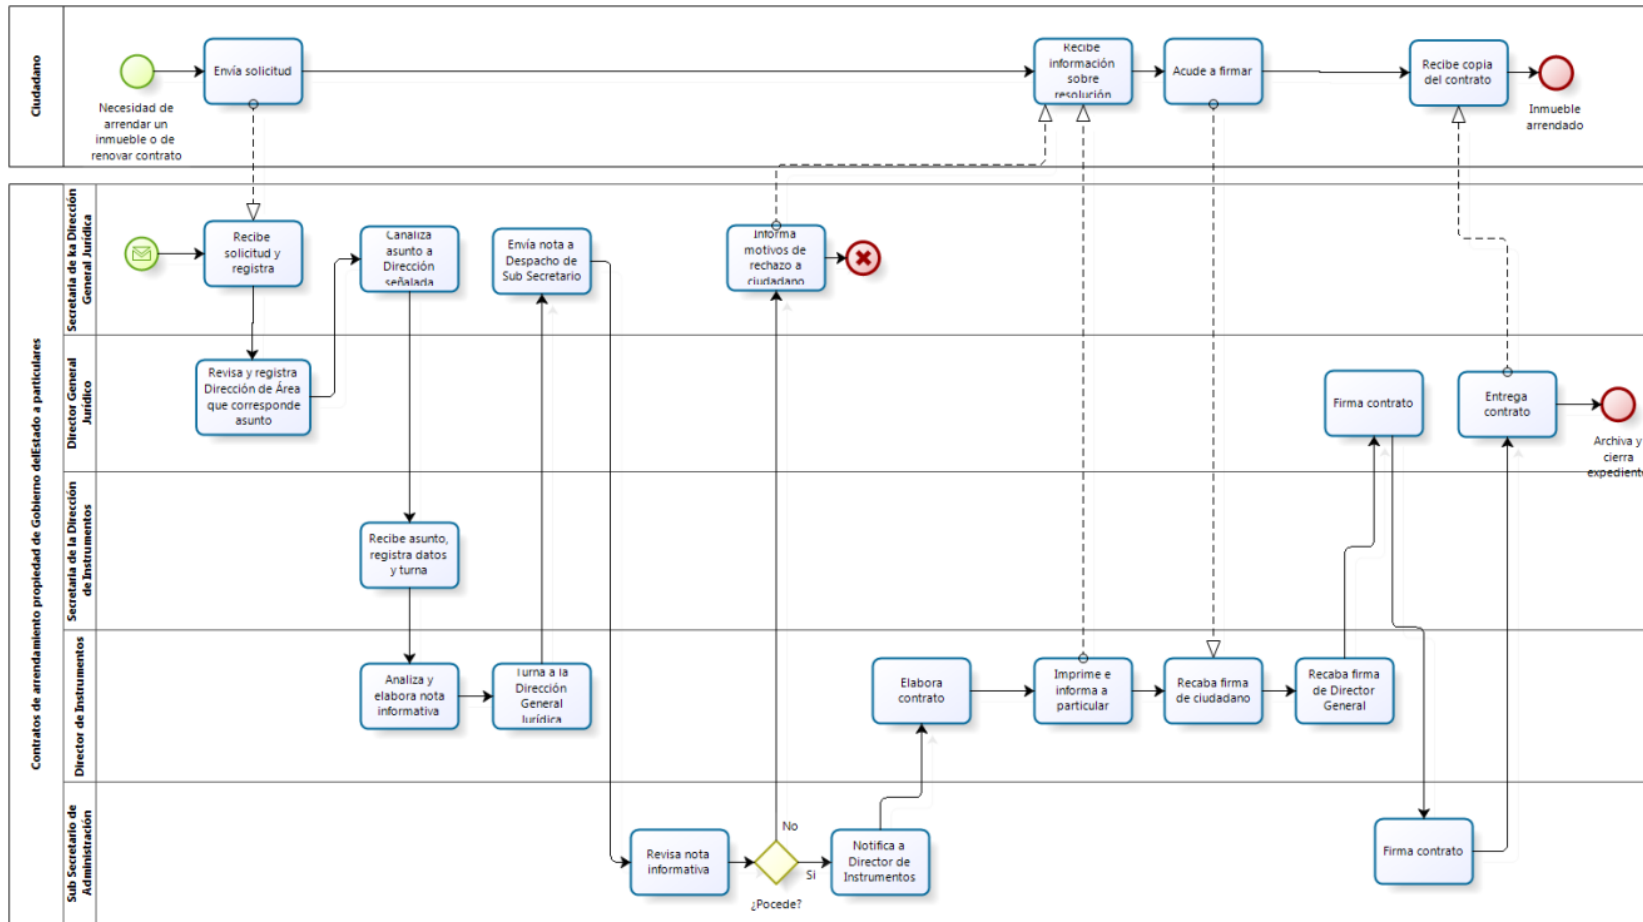 Ciudadano
Envía solicitud
Necesidad de
arrendar un
inmueble o de
renovar contrato
Recibe
información
sobre
resolución
Acude a firmar
Recibe copia
del contrato
Inmueble
arrendado
Contratos de arrendamiento propiedad de Gobierno delEstado a particulares
Secretaria de ka Dirección
General Jurídica
Recibe
solicitud y
registra
Canaliza
asunto a
Dirección
señalada
Envía nota a
Despacho de
Sub Secretario
Informa
motivos de
rechazo a
ciudadano
Director General
Jurídico
Revisa y registra
Dirección de Área
que corresponde
asunto
Firma contrato
Entrega
contrato
Archiva y
cierra
expediente
Secretaria de la Dirección
de Instrumentos
Recibe asunto,
registra datos
y turna
Director de Instrumentos
Analiza y
elabora nota
informativa
Turna a la
Dirección
General
Jurídica
Elabora
contrato
Imprime e
informa a
particular
Recaba firma
de ciudadano
Recaba firma
de Director
General
Sub Secretario de
Administración
Revisa nota
informativa
No
Si
¿Pocede?
Notifica a
Director de
Instrumentos
Firma contrato